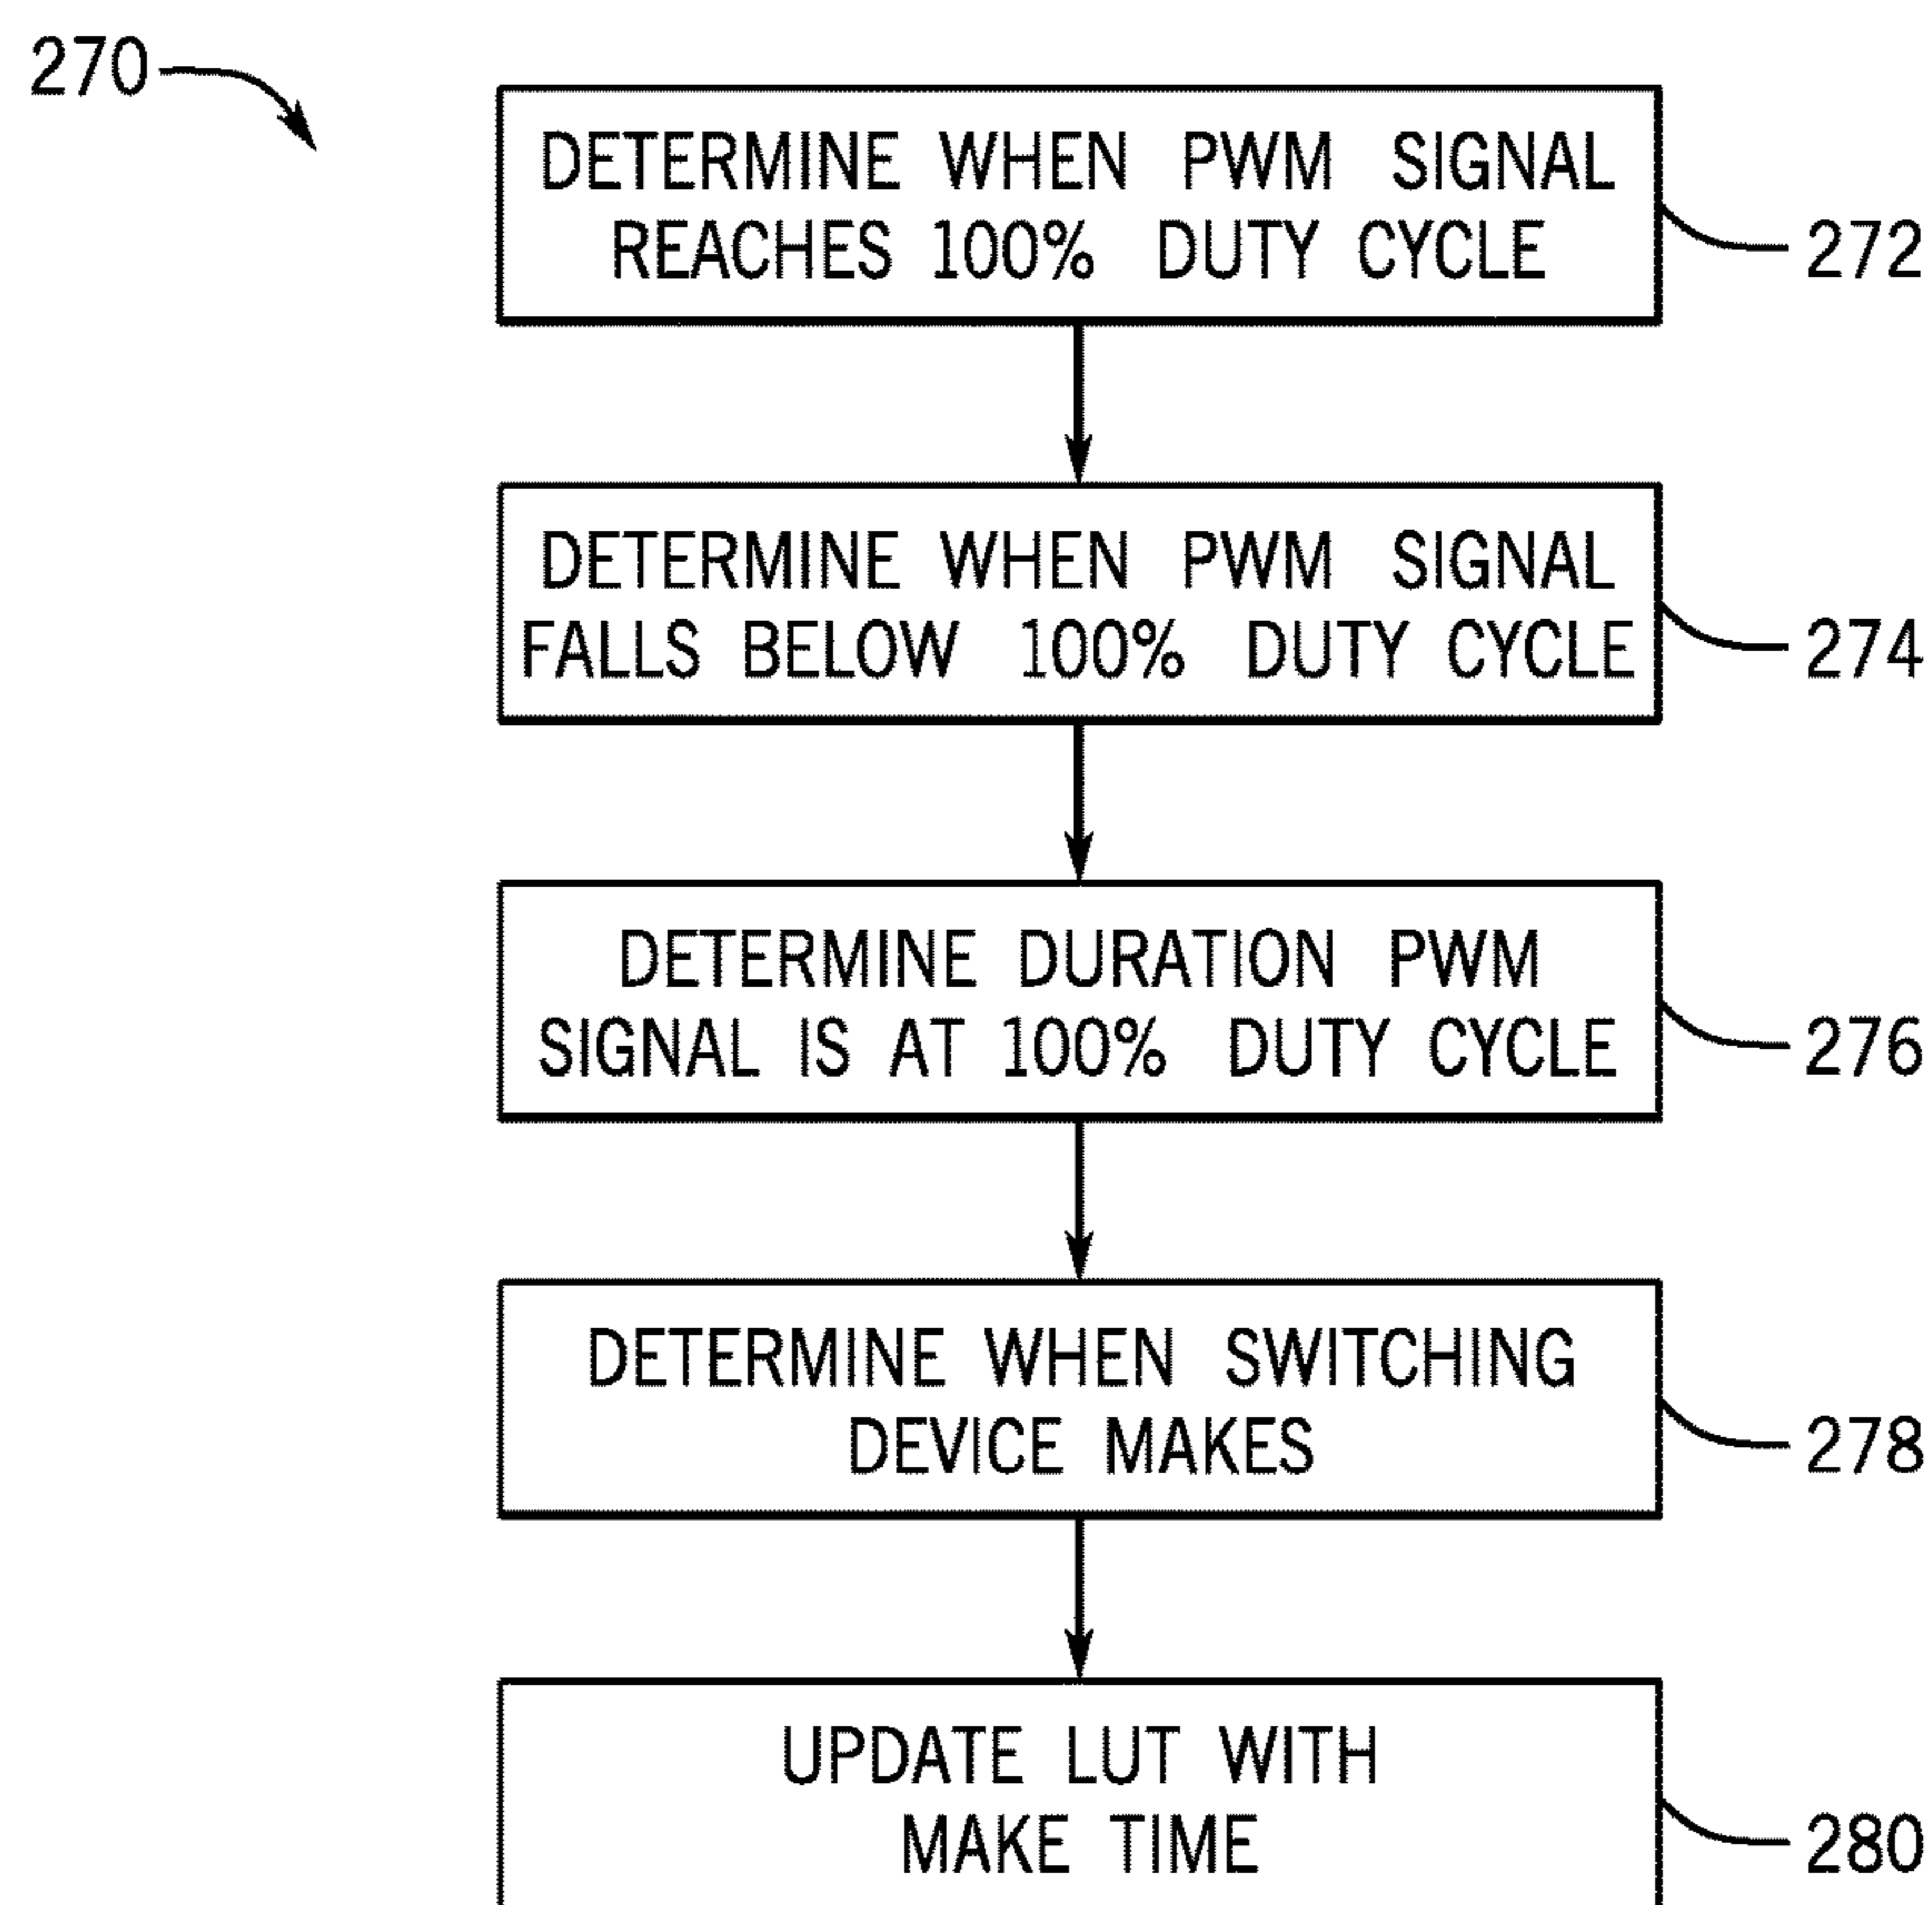 270
DETERMINE WHEN PWM SIGNAL
REACHES 100% DUTY CYCLE
272
DETERMINE WHEN PWM SIGNAL
FALLS BELOW 100% DUTY CYCLE
274
DETERMINE DURATION PWM
SIGNAL IS AT 100% DUTY CYCLE
276
DETERMINE WHEN SWITCHING
DEVICE MAKES
278
UPDATE LUT WITH
MAKE TIME
280